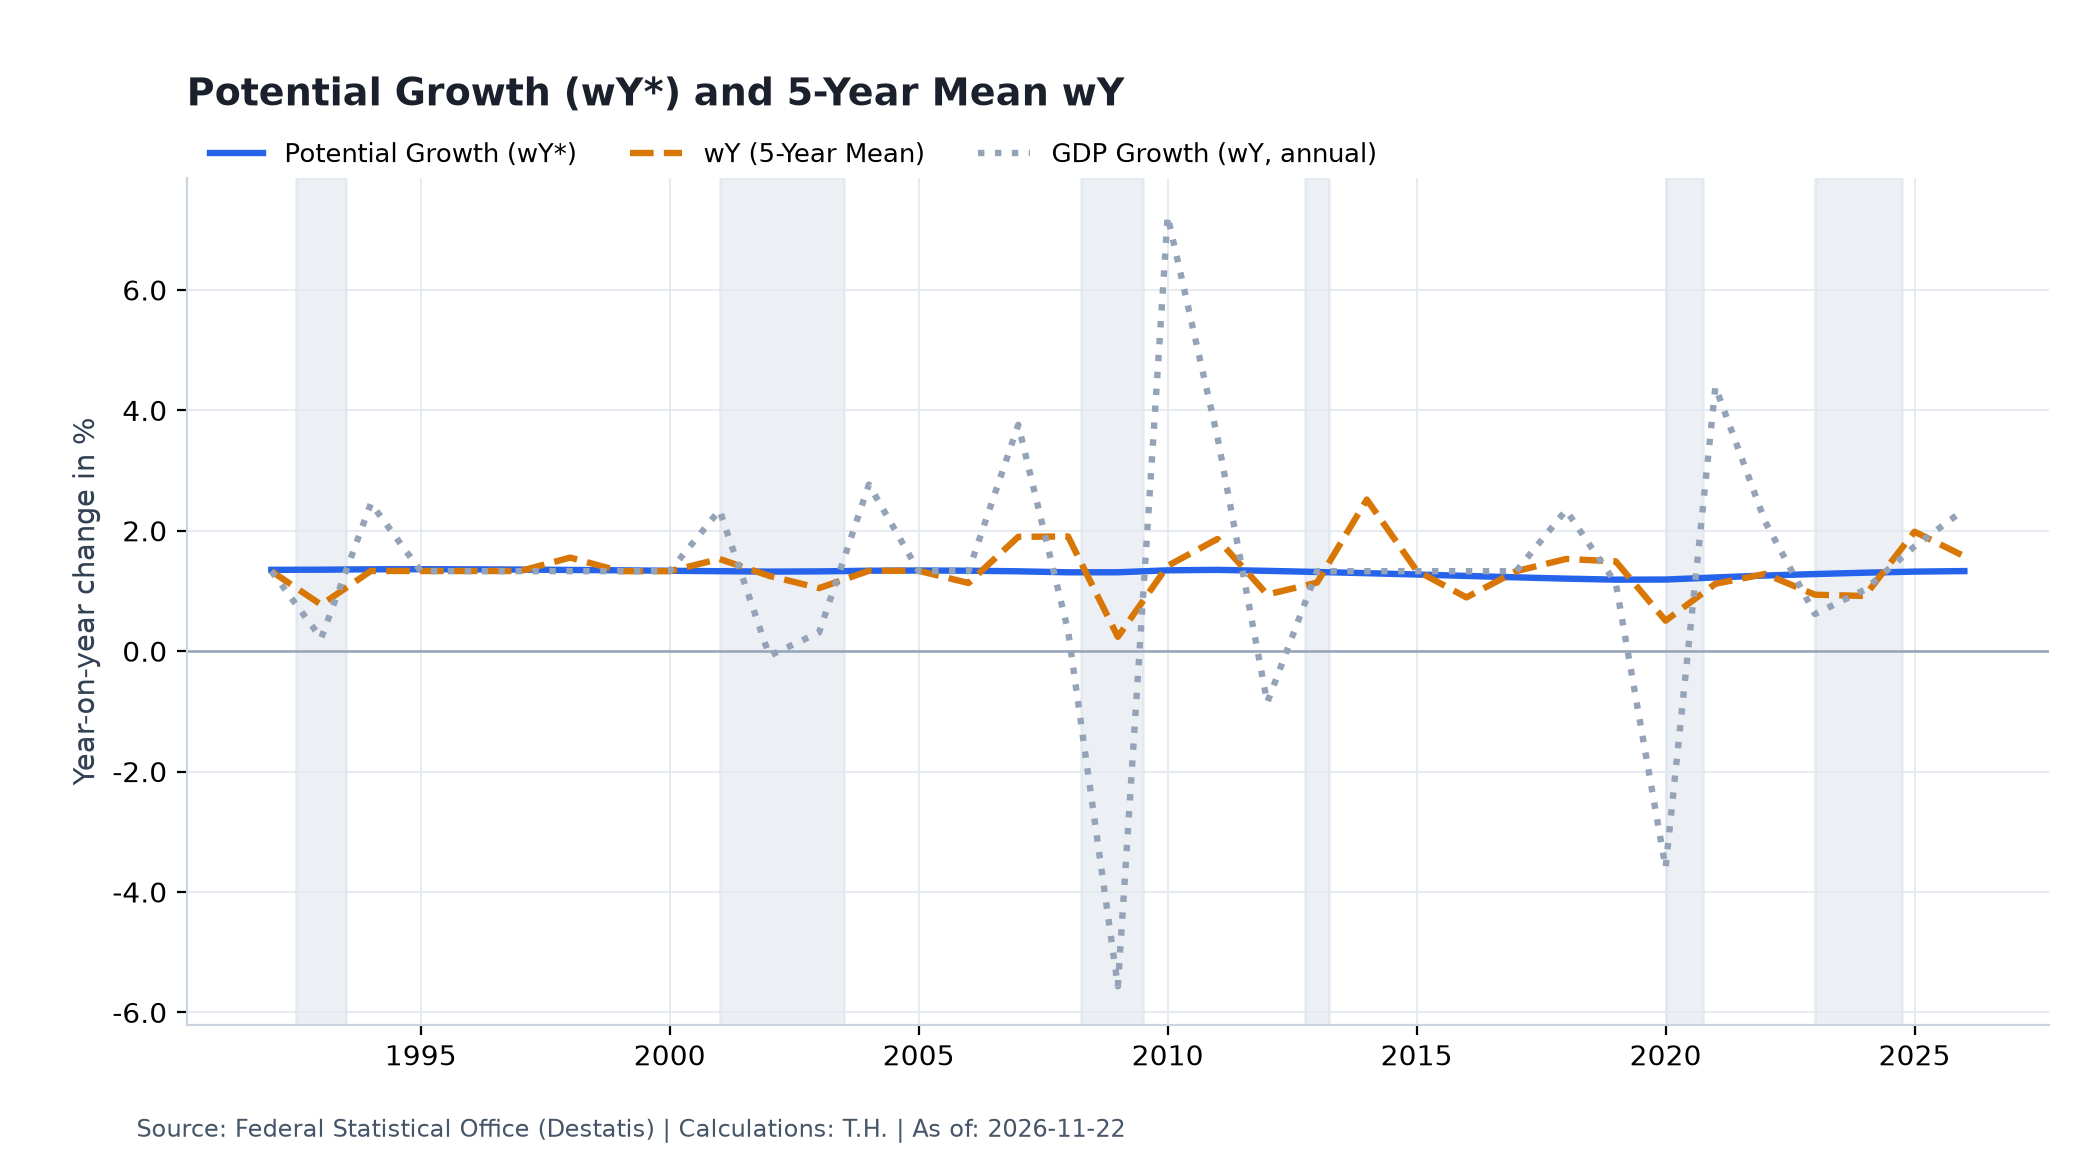 Potential Growth (wY*) and 5-Year Mean wY
Potential Growth (wY*) wY (5-Year Mean) GDP Growth (wY, annual)
Year-on-year change in %
6.0
4.0
2.0
0.0
-2.0
-4.0
-6.0
1995 2000 2005 2010 2015 2020 2025
Source: Federal Statistical Office (Destatis) | Calculations: T.H. | As of: 2026-11-22